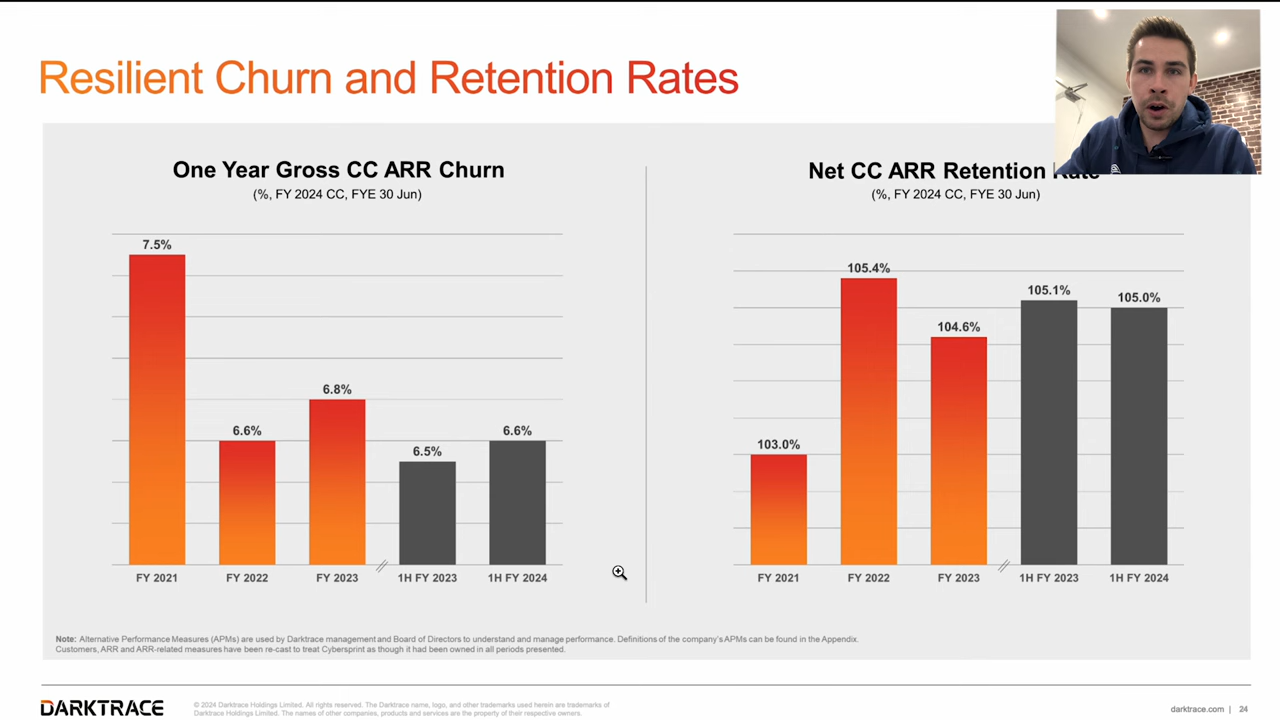 Resilient Churn and Retention Rates
One Year Gross CC ARR Churn
(%, FY 2024 CC, FYE 30 Jun)
7.5%
6.6%
6.8%
6.5%
6.6%
FY 2021
FY 2022
FY 2023
1H FY 2023
1H FY 2024
Net CC ARR Retention Rate
(%, FY 2024 CC, FYE 30 Jun)
103.0%
105.4%
104.6%
105.1%
105.0%
FY 2021
FY 2022
FY 2023
1H FY 2023
1H FY 2024
Note: Alternative Performance Measures (APMs) are used by Darktrace management and Board of Directors to understand and manage performance. Definitions of the company's APMs can be found in the Appendix.
Customers, ARR and ARR-related measures have been re-cast to treat Cybersprint as though it had been owned in all periods presented.
DARKTRACE
© 2024 Darktrace Holdings Limited. All rights reserved. The Darktrace name, logo, and other trademarks used herein are trademarks of
Darktrace Holdings Limited. The names of other companies, products and services are the property of their respective owners.
darktrace.com | 24